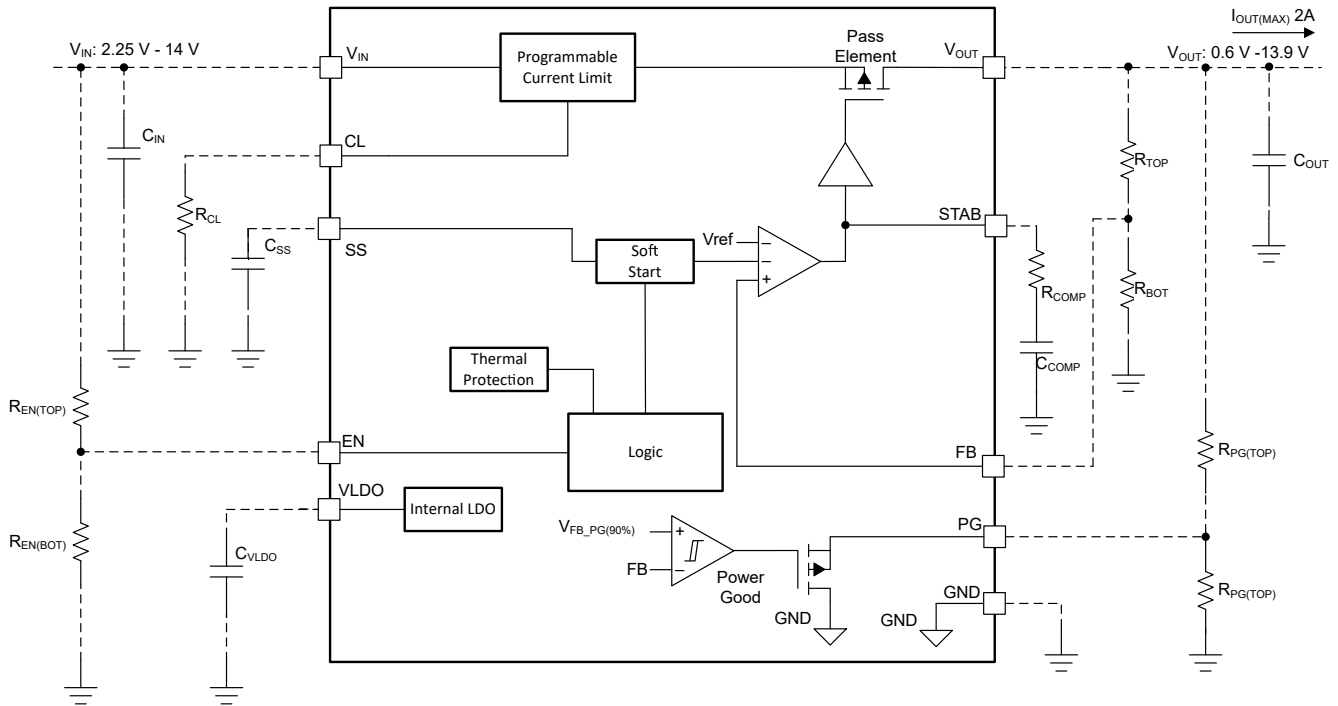 I_OUT(MAX) 2A
V_IN: 2.25 V - 14 V
V_IN
Programmable
Current Limit
Pass
Element
V_OUT
V_OUT: 0.6 V -13.9 V
C_IN
CL
R_TOP
C_OUT
R_CL
STAB
C_SS
SS
Soft
Start
Vref
−
−
+
R_COMP
R_BOT
C_COMP
Thermal
Protection
R_EN(TOP)
EN
Logic
FB
R_PG(TOP)
VLDO
Internal LDO
R_EN(BOT)
C_VLDO
V_FB_PG(90%)
+
FB
−
Power
Good
PG
GND
GND
GND
R_PG(TOP)